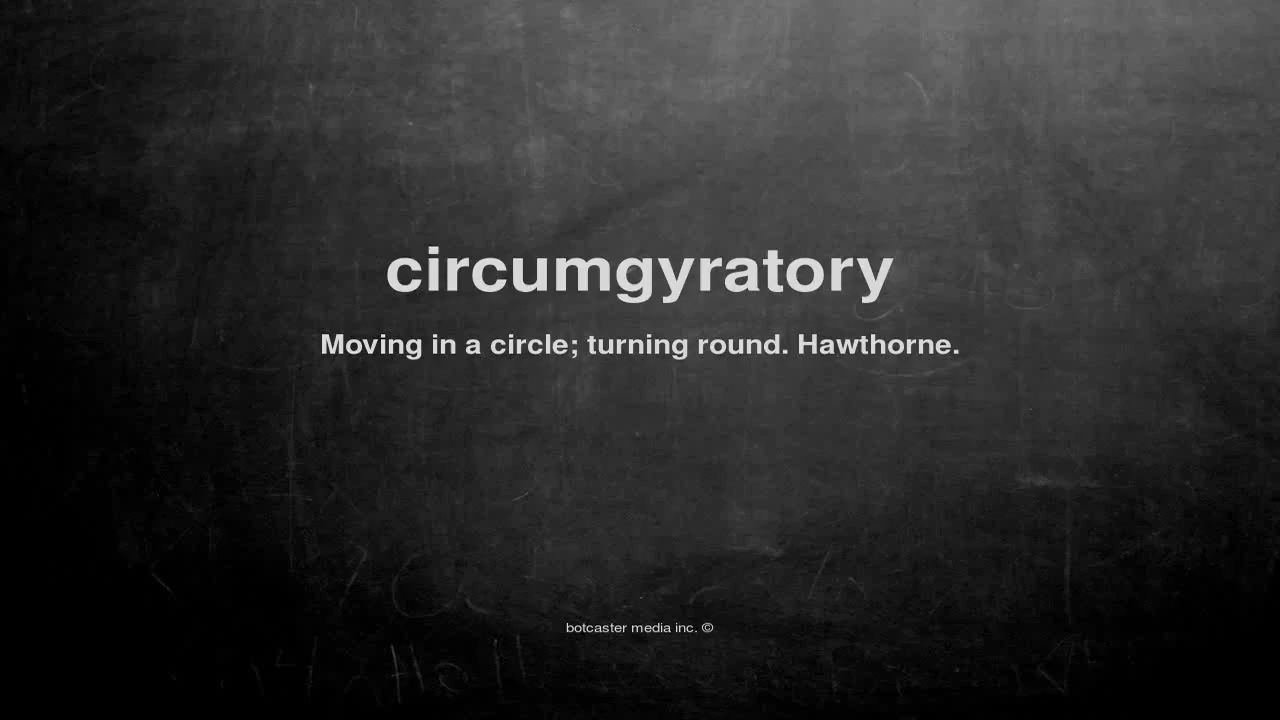 circumgyratory
Moving in a circle; turning round. Hawthorne.
botcaster media inc. ©